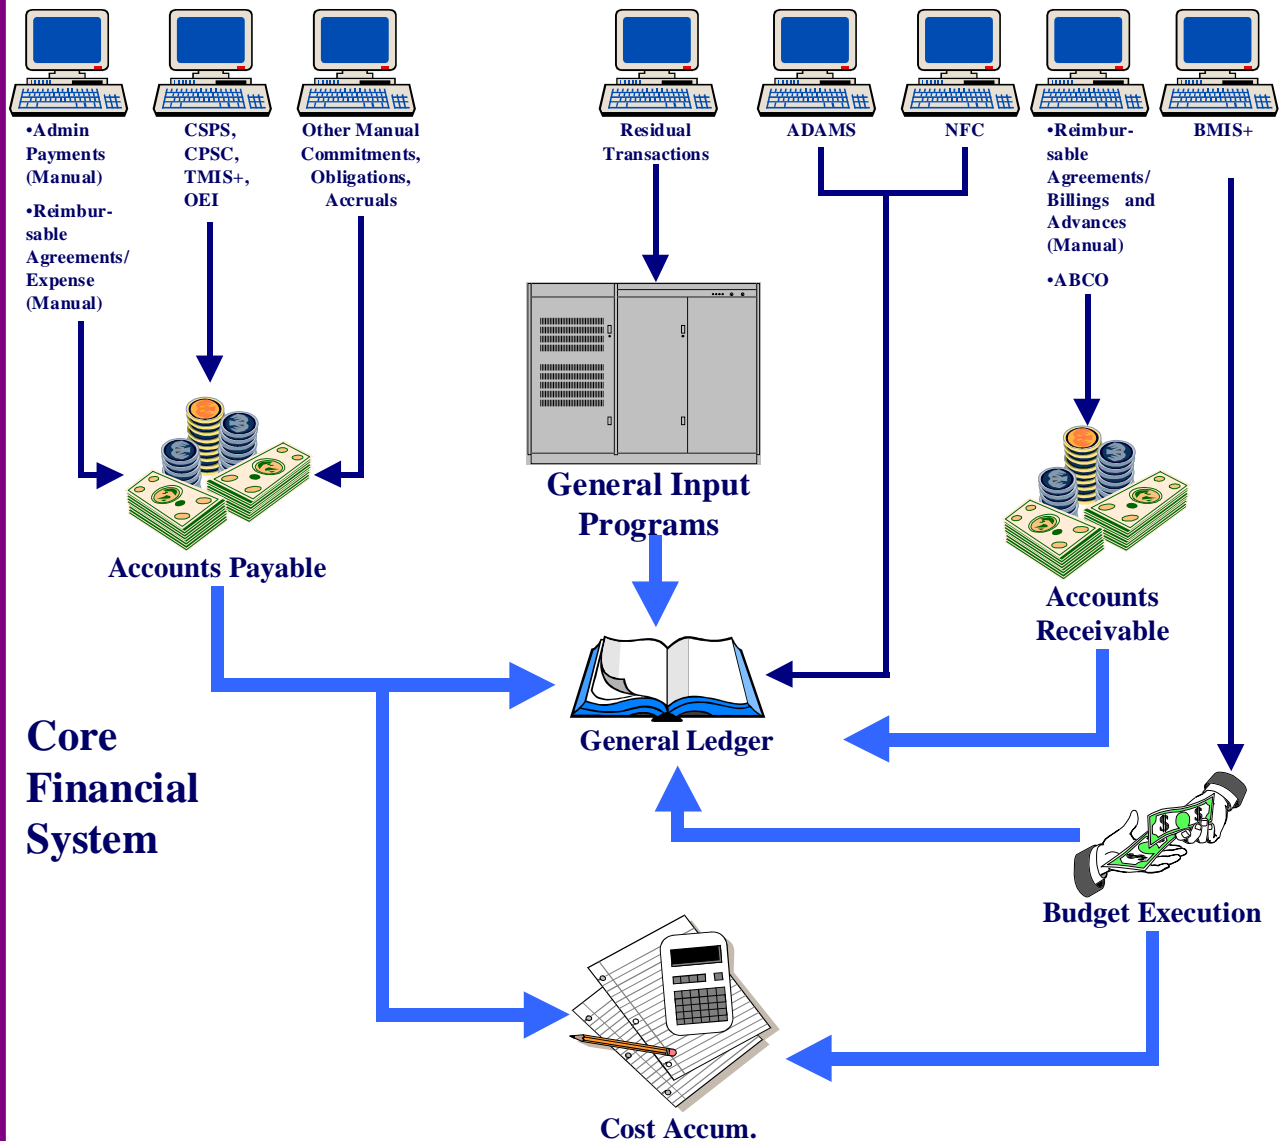 •Admin
Payments
(Manual)
•Reimbur-
sable
Agreements/
Expense
(Manual)
CSPS,
CPSC,
TMIS+,
OEI
Other Manual
Commitments,
Obligations,
Accruals
Residual
Transactions
ADAMS
NFC
•Reimbur-
sable
Agreements/
Billings and
Advances
(Manual)
•ABCO
BMIS+
General Input
Programs
Accounts Payable
Accounts
Receivable
General Ledger
Core
Financial
System
Budget Execution
Cost Accum.